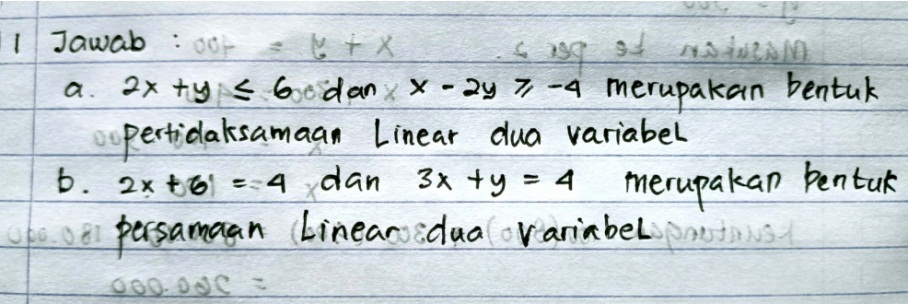 1 Jawab :
a. 2x + y ≤ 6 dan x - 2y ≥ -4 merupakan bentuk
pertidaksamaan Linear dua variabel
b. 2x + 6 = -4 dan 3x + y = 4 merupakan bentuk
persamaan Linear dua variabel